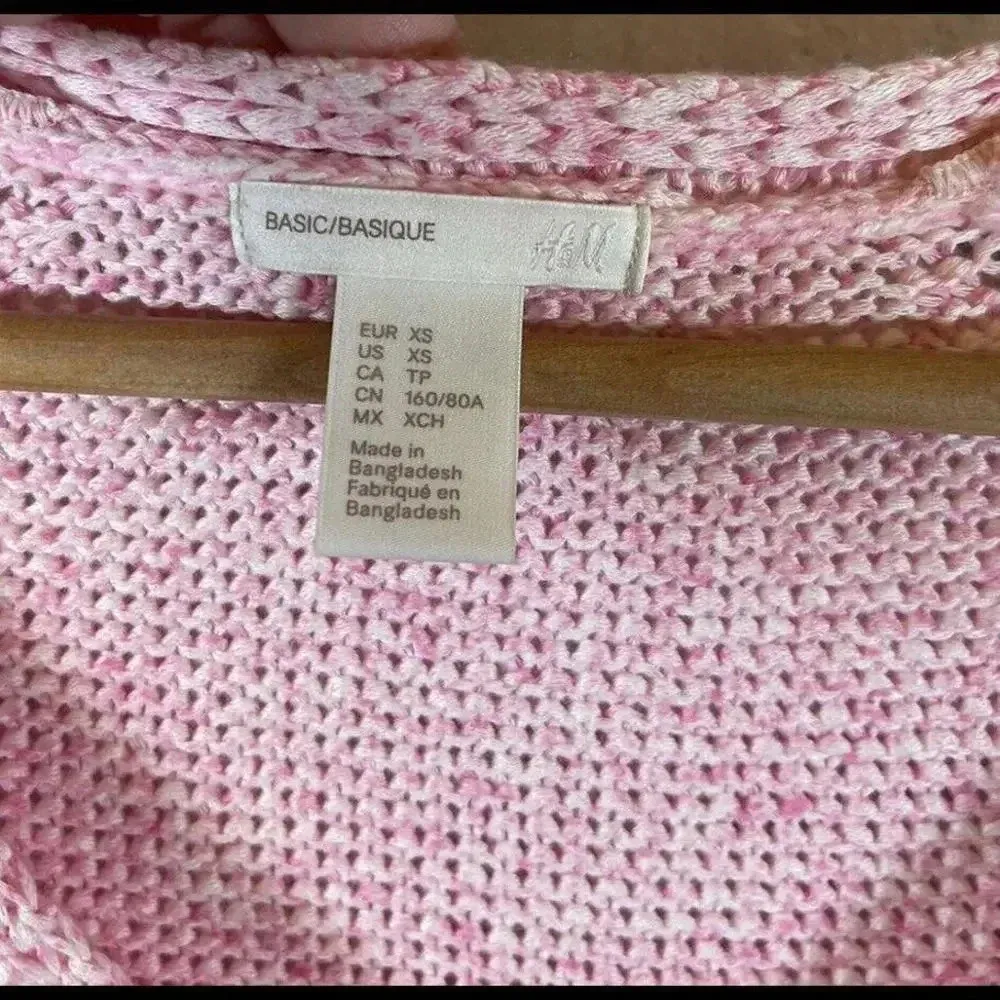 BASIC/BASIQUE
H&M
EUR XS
US XS
CA TP
CN 160/80A
MX XCH
Made in
Bangladesh
Fabriqué en
Bangladesh